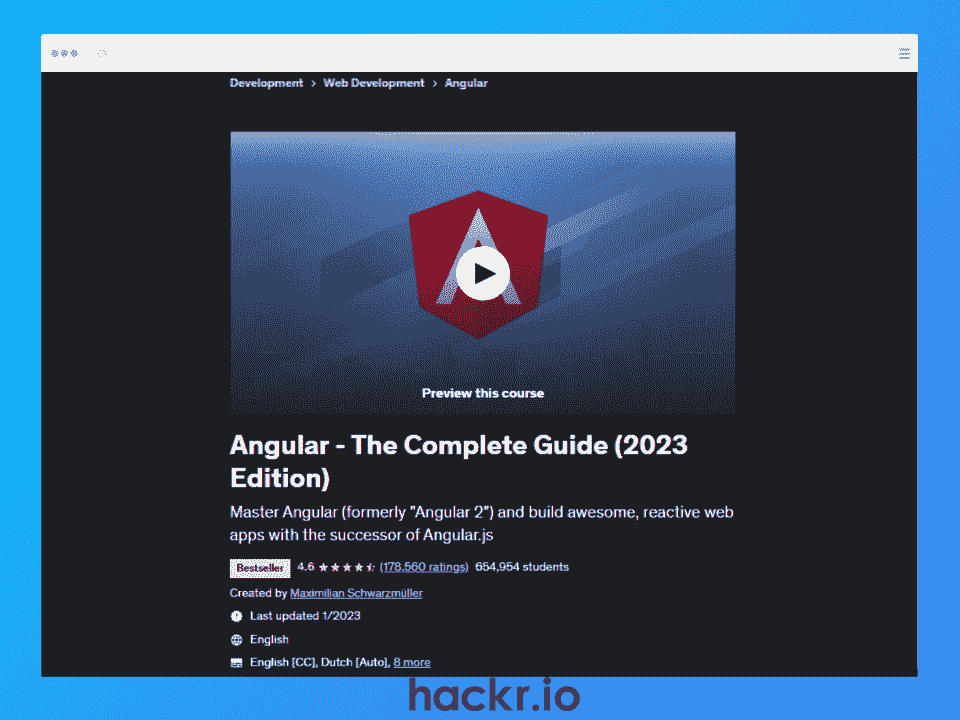 Development > Web Development > Angular
Preview this course
Angular - The Complete Guide (2023
Edition)
Master Angular (formerly "Angular 2") and build awesome, reactive web
apps with the successor of Angular.js
Bestseller 4.6 (178,560 ratings) 654,954 students
Created by Maximilian Schwarzmüller
Last updated 1/2023
English
English [CC], Dutch [Auto], 8 more
hackr.io